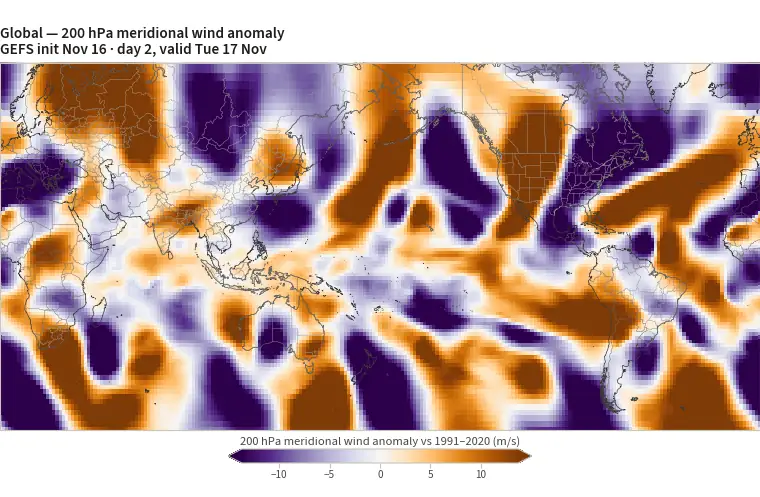 Global — 200 hPa meridional wind anomaly
GEFS init Nov 16 · day 2, valid Tue 17 Nov
200 hPa meridional wind anomaly vs 1991–2020 (m/s)
−10 −5 0 5 10